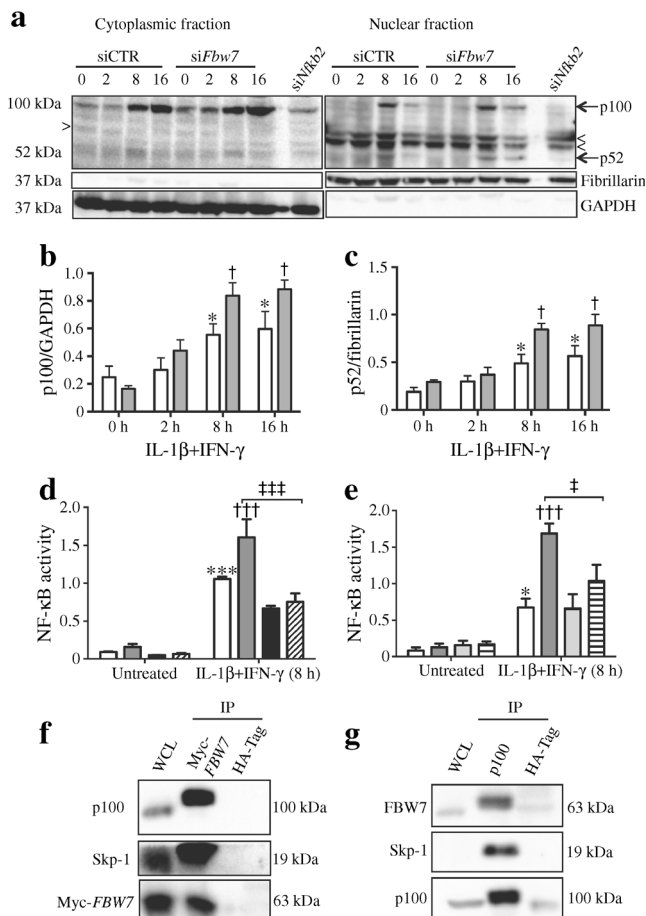 a
Cytoplasmic fraction
Nuclear fraction
siCTR
siFbw7
siNfkb2
siCTR
siFbw7
siNfkb2
0 2 8 16 0 2 8 16
0 2 8 16 0 2 8 16
100 kDa
p100
>
52 kDa
p52
37 kDa
Fibrillarin
37 kDa
GAPDH
b
p100/GAPDH
1.0
0.8
0.6
0.4
0.2
0
* † * †
0 h 2 h 8 h 16 h
IL-1β+IFN-γ
c
p52/fibrillarin
1.5
1.0
0.5
0
* † * †
0 h 2 h 8 h 16 h
IL-1β+IFN-γ
d
NF-κB activity
2.0
1.5
1.0
0.5
0
‡‡‡
†††
***
Untreated
IL-1β+IFN-γ (8 h)
e
NF-κB activity
2.0
1.5
1.0
0.5
0
‡
†††
*
Untreated
IL-1β+IFN-γ (8 h)
f
IP
WCL
Myc-
FBW7
HA-Tag
p100
100 kDa
Skp-1
19 kDa
Myc-FBW7
63 kDa
g
IP
WCL
p100
HA-Tag
FBW7
63 kDa
Skp-1
19 kDa
p100
100 kDa